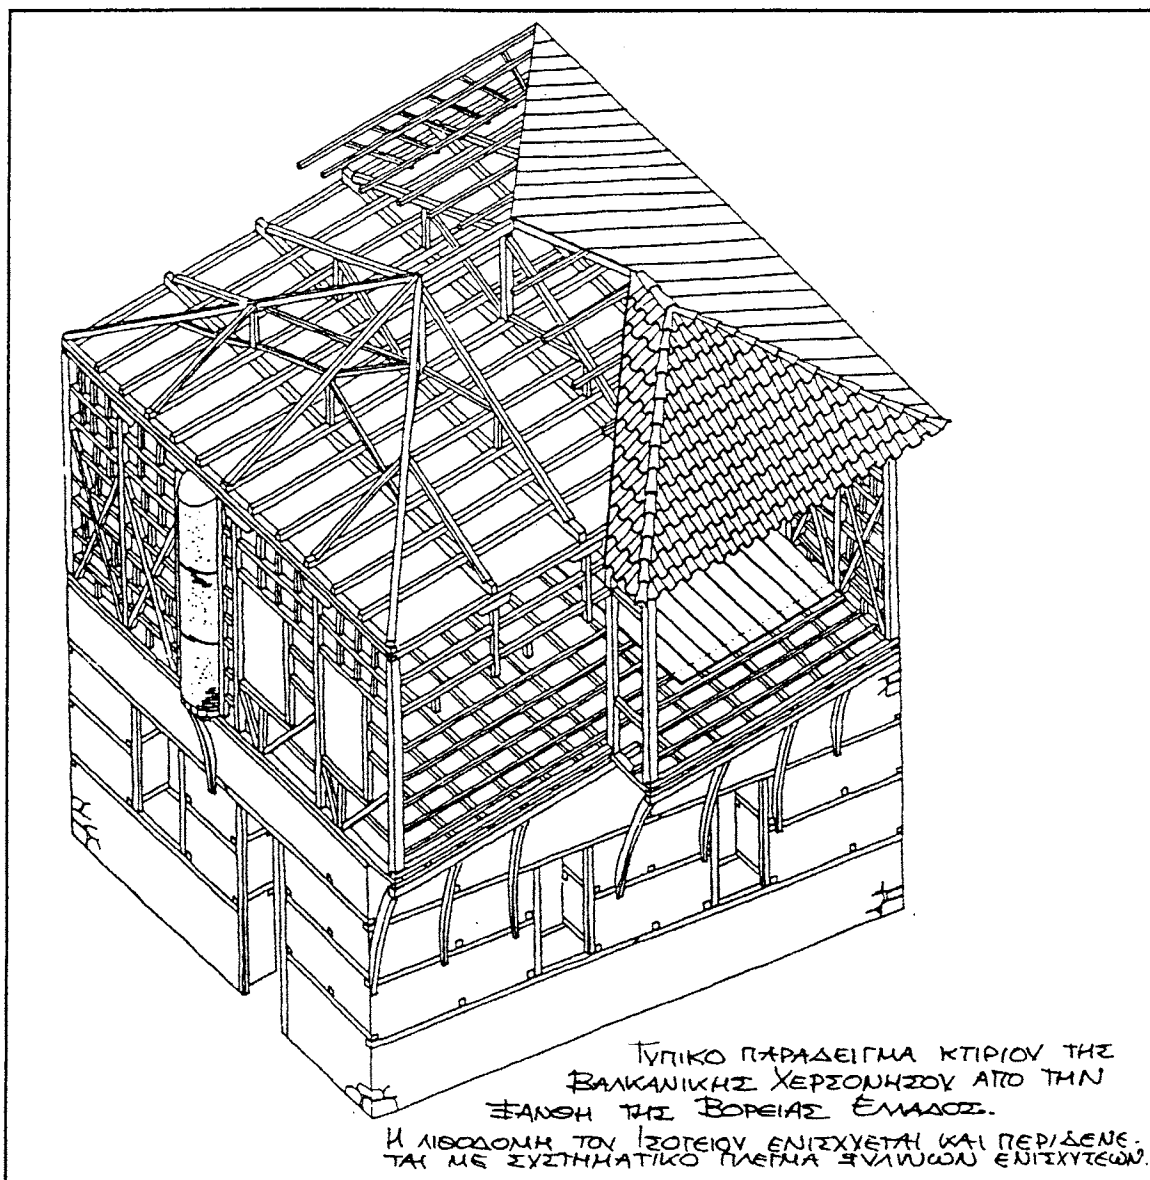 ΤΥΠΙΚΟ ΠΑΡΑΔΕΙΓΜΑ ΚΤΙΡΙΟΥ ΤΗΣ
ΒΑΛΚΑΝΙΚΗΣ ΧΕΡΣΟΝΗΣΟΥ ΑΠΟ ΤΗΝ
ΞΑΝΘΗ ΤΗΣ ΒΟΡΕΙΑΣ ΕΛΛΑΔΟΣ.
Η ΛΙΘΟΔΟΜΗ ΤΟΥ ΙΣΟΓΕΙΟΥ ΕΝΙΣΧΥΕΤΑΙ ΚΑΙ ΠΕΡΙΔΕΝΕ-
ΤΑΙ ΜΕ ΣΥΣΤΗΜΑΤΙΚΟ ΠΛΕΓΜΑ ΞΥΛΙΝΩΝ ΕΝΙΣΧΥΣΕΩΝ.